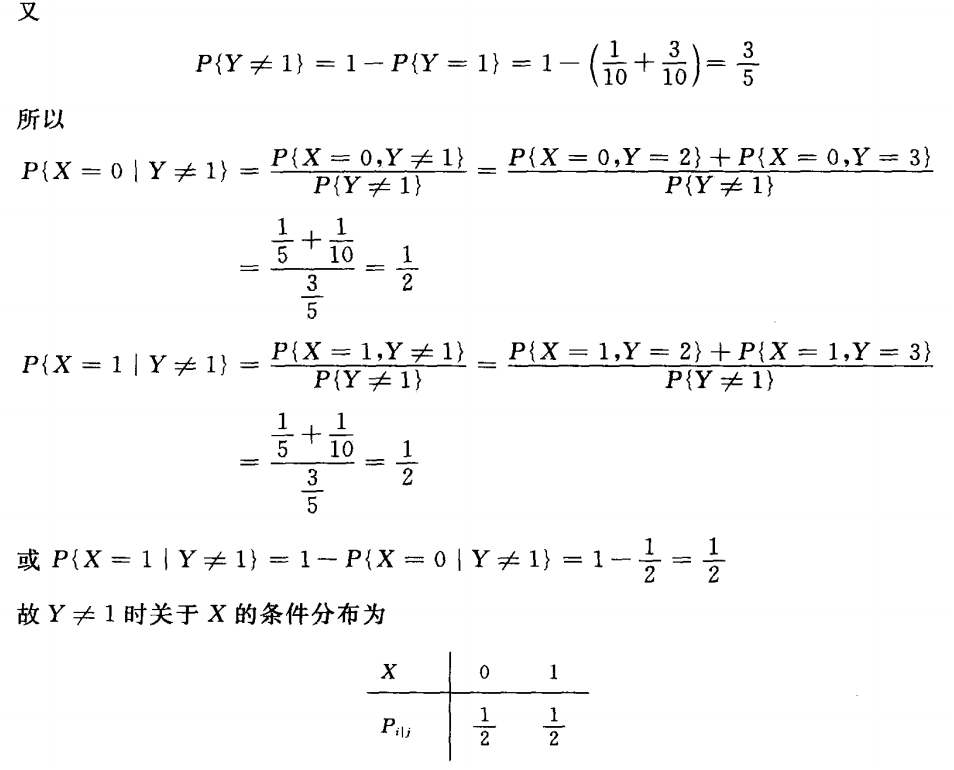 又
P{Y ≠ 1} = 1 − P{Y = 1} = 1 − (1/10 + 3/10) = 3/5
所以
P{X = 0 | Y ≠ 1} = P{X = 0,Y ≠ 1} / P{Y ≠ 1} = (P{X = 0,Y = 2} + P{X = 0,Y = 3}) / P{Y ≠ 1}
= (1/5 + 1/10) / (3/5) = 1/2
P{X = 1 | Y ≠ 1} = P{X = 1,Y ≠ 1} / P{Y ≠ 1} = (P{X = 1,Y = 2} + P{X = 1,Y = 3}) / P{Y ≠ 1}
= (1/5 + 1/10) / (3/5) = 1/2
或 P{X = 1 | Y ≠ 1} = 1 − P{X = 0 | Y ≠ 1} = 1 − 1/2 = 1/2
故 Y ≠ 1 时关于 X 的条件分布为
X 0 1
P_{i|j} 1/2 1/2